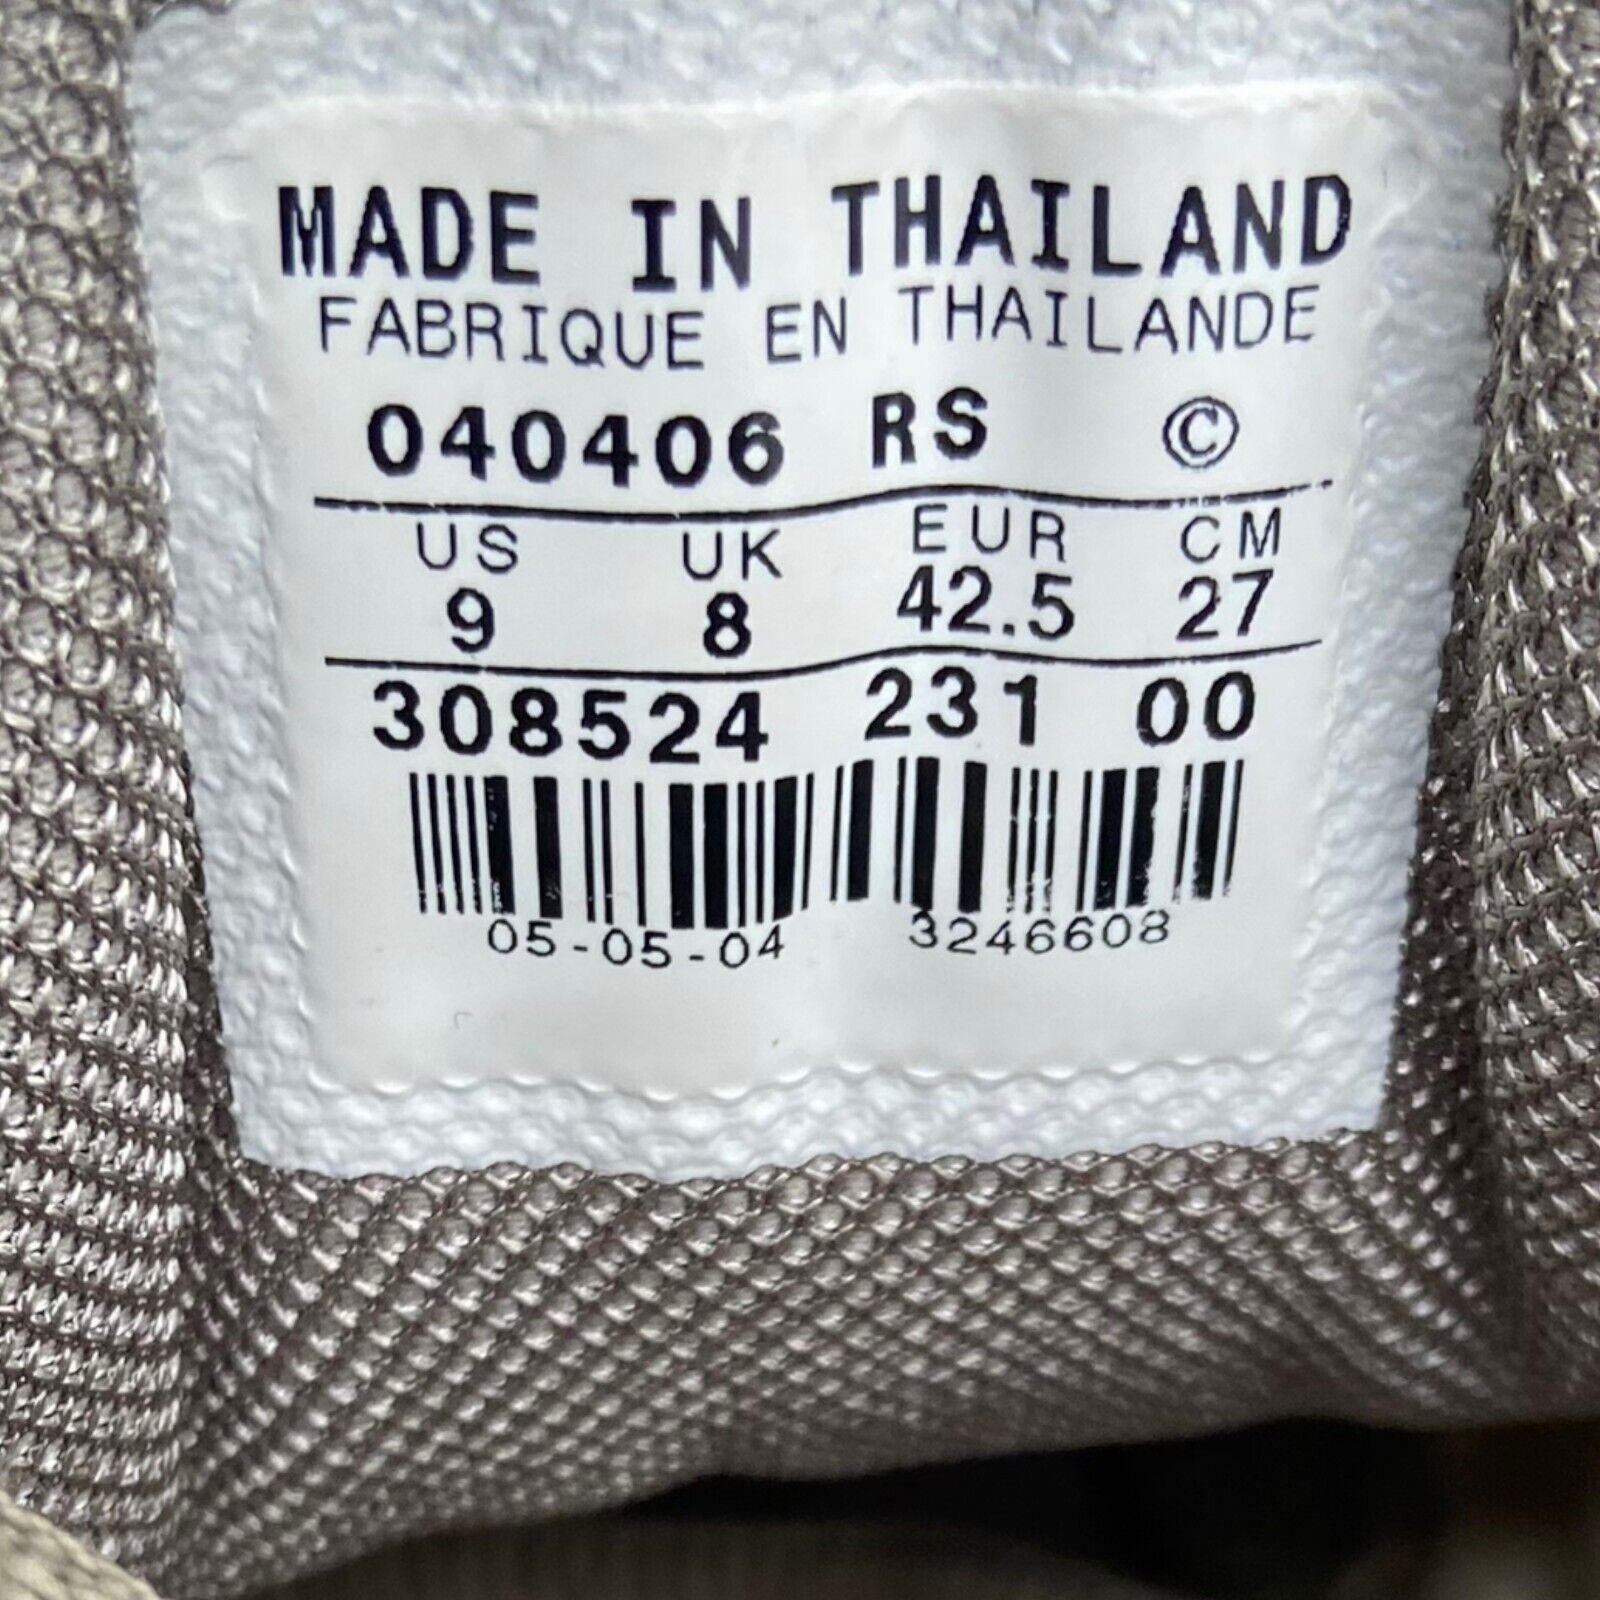 MADE IN THAILAND
FABRIQUE EN THAILANDE
040406 RS ©
US UK EUR CM
9 8 42.5 27
308524 231 00
05-05-04 3246608